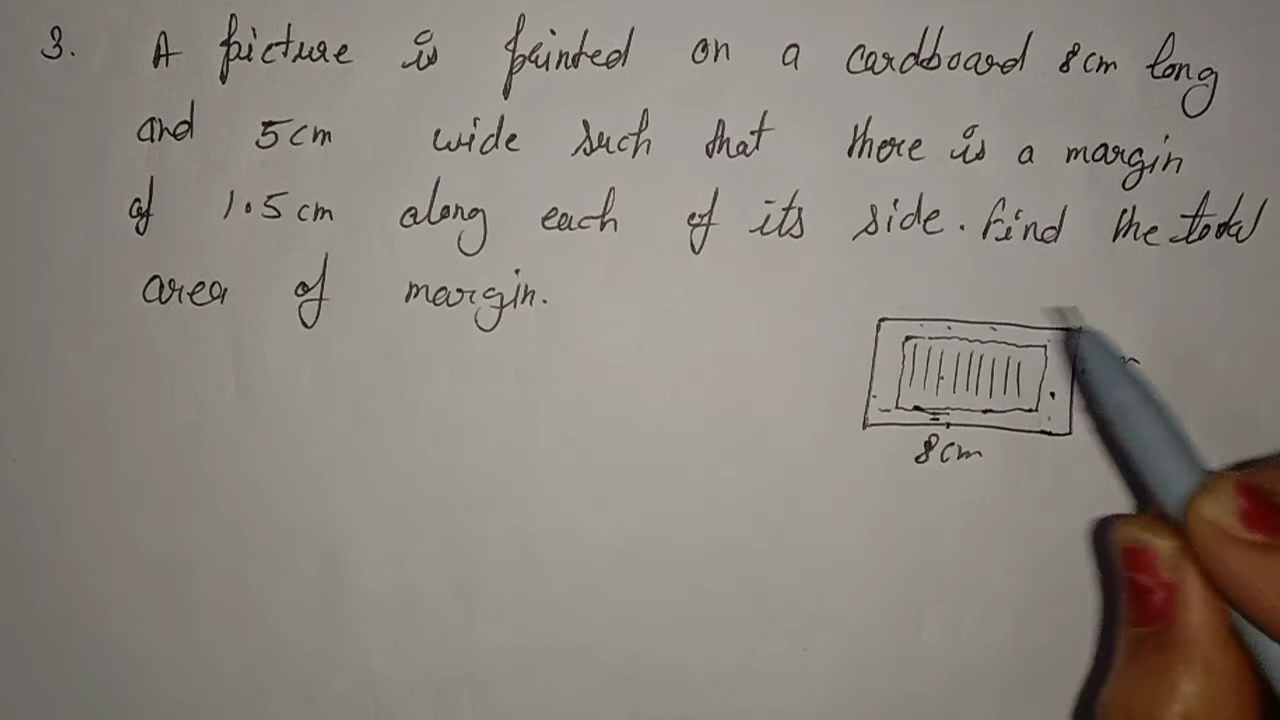 3. A picture is painted on a cardboard 8cm long
and 5cm wide such that there is a margin
of 1.5cm along each of its side. Find the total
area of margin.
8cm